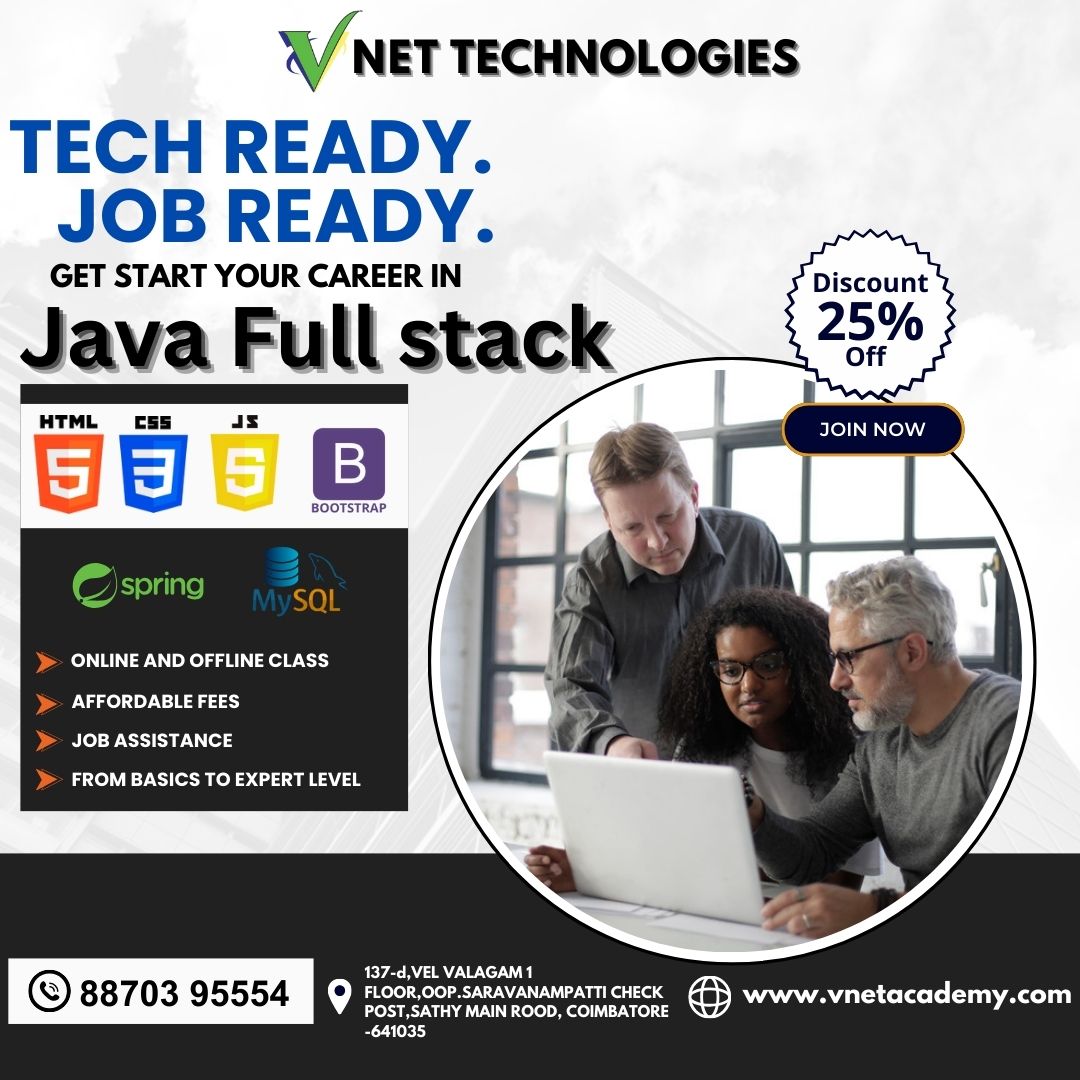 V NET TECHNOLOGIES
TECH READY.
JOB READY.
GET START YOUR CAREER IN
Java Full stack
Discount
25%
Off
JOIN NOW
HTML CSS JS
5 3 5 B
BOOTSTRAP
spring MySQL
ONLINE AND OFFLINE CLASS
AFFORDABLE FEES
JOB ASSISTANCE
FROM BASICS TO EXPERT LEVEL
88703 95554
137-d,VEL VALAGAM 1
FLOOR,OOP.SARAVANAMPATTI CHECK
POST,SATHY MAIN ROOD, COIMBATORE
-641035
www.vnetacademy.com